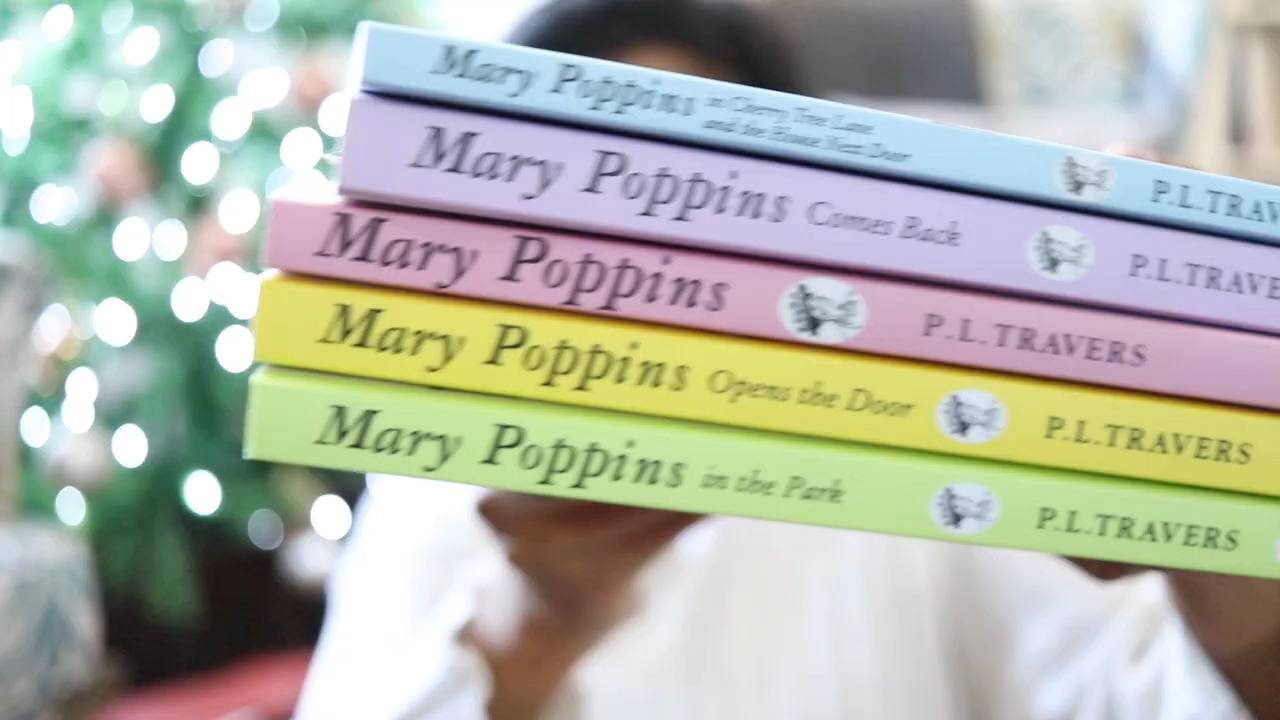 Mary Poppins in Cherry Tree Lane
and the House Next Door P.L.TRAV
Mary Poppins Comes Back P.L.TRAVE
Mary Poppins P.L.TRAVERS
Mary Poppins Opens the Door P.L.TRAVERS
Mary Poppins in the Park P.L.TRAVERS